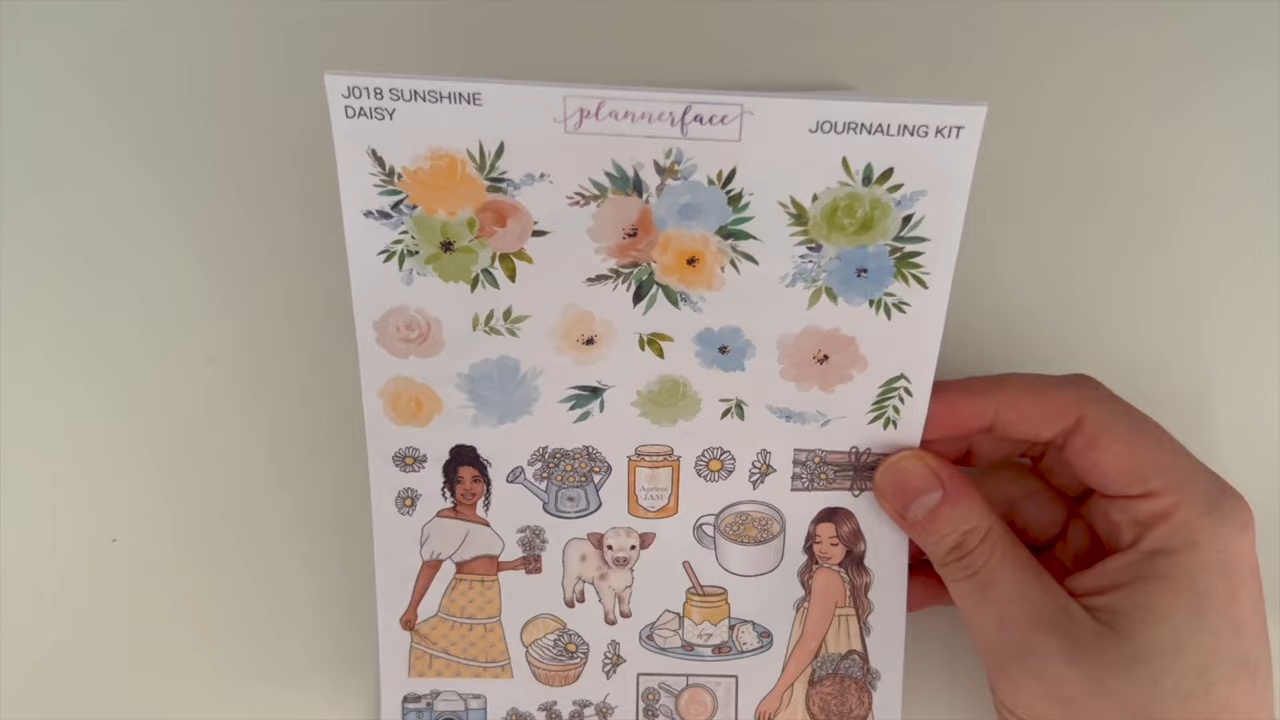 J018 SUNSHINE
DAISY
plannerface
JOURNALING KIT
Apricot
JAM